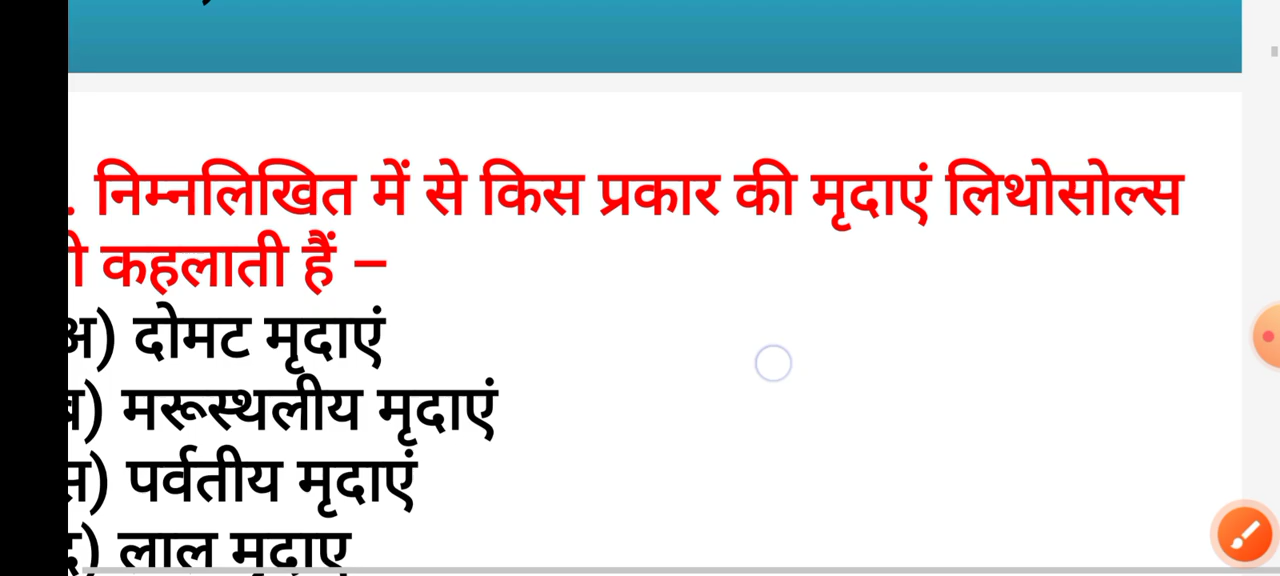 . निम्नलिखित में से किस प्रकार की मृदाएं लिथोसोल्स
कहलाती हैं –
अ) दोमट मृदाएं
ब) मरूस्थलीय मृदाएं
स) पर्वतीय मृदाएं
द) लाल मृदाए